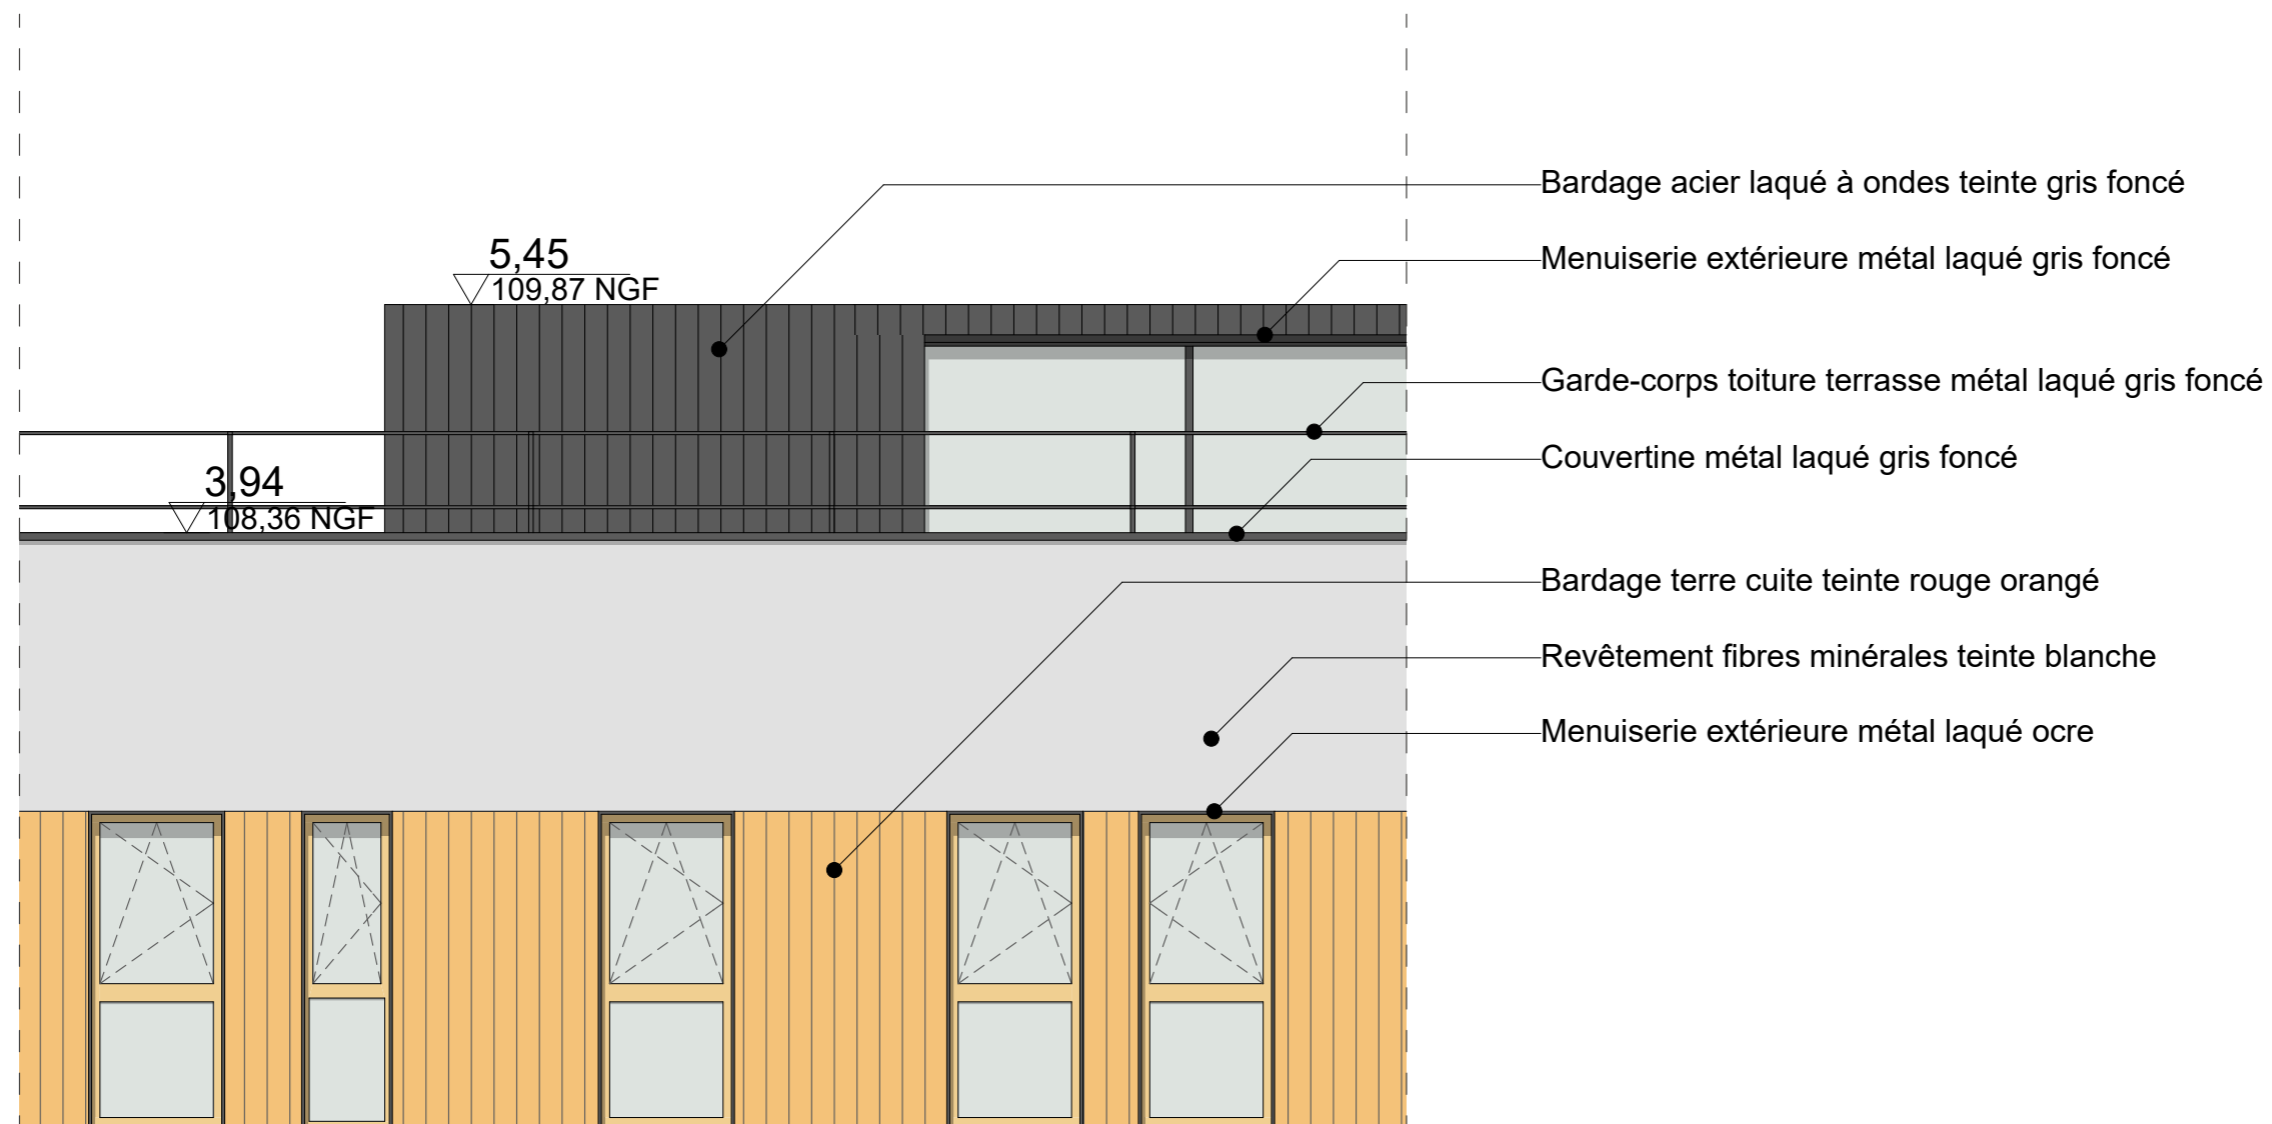 Bardage acier laqué à ondes teinte gris foncé
5,45
Menuiserie extérieure métal laqué gris foncé
109,87 NGF
Garde-corps toiture terrasse métal laqué gris foncé
Couvertine métal laqué gris foncé
3,94
108,36 NGF
Bardage terre cuite teinte rouge orangé
Revêtement fibres minérales teinte blanche
Menuiserie extérieure métal laqué ocre